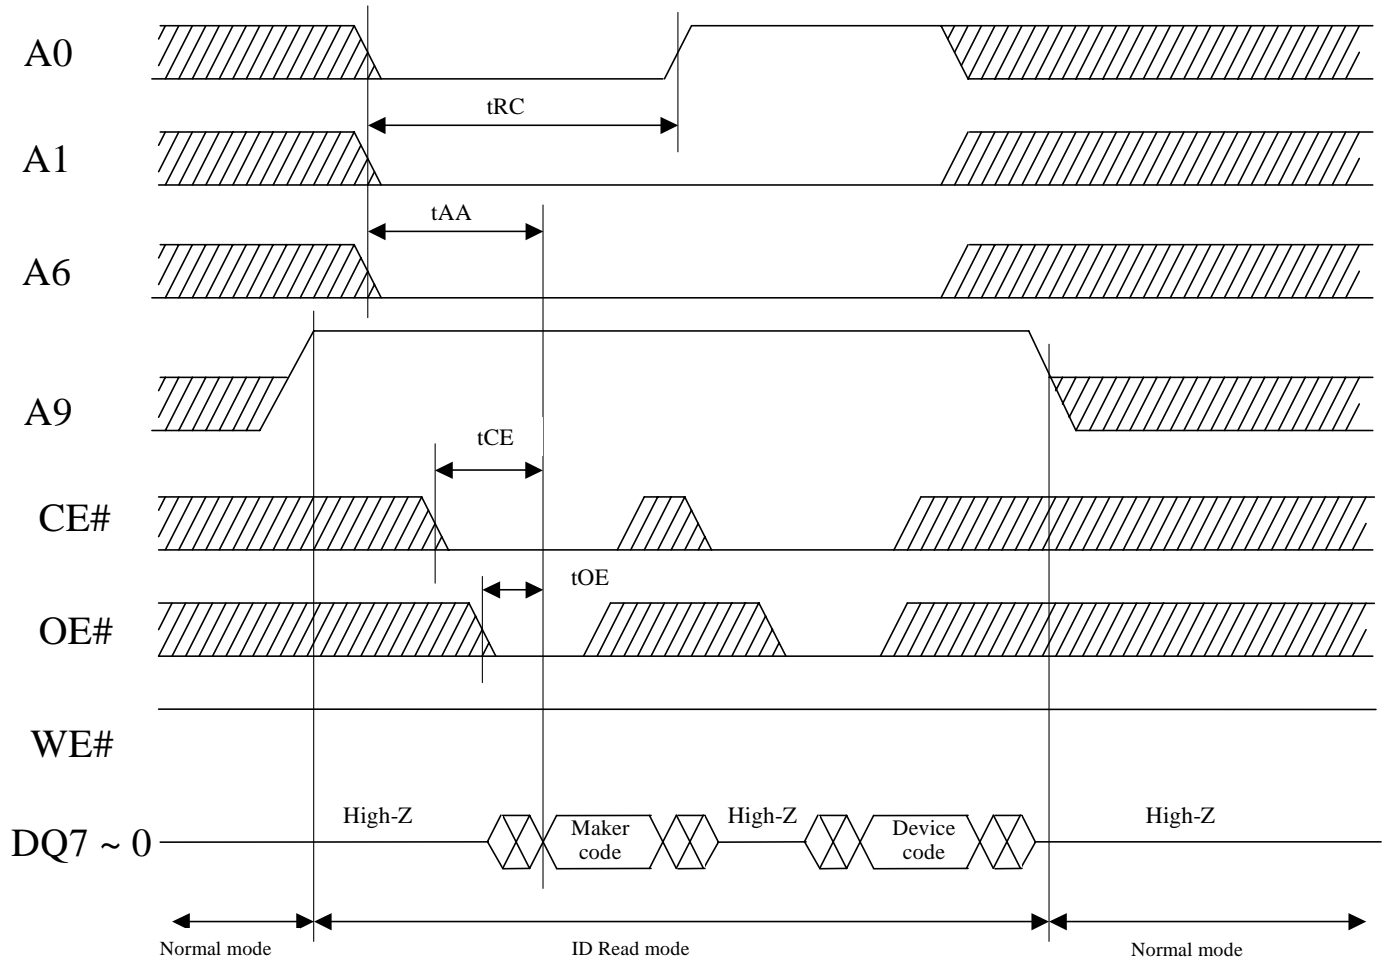 A0
tRC
A1
tAA
A6
A9
tCE
CE#
tOE
OE#
WE#
High-Z
High-Z
High-Z
DQ7 ~ 0
Maker
code
Device
code
Normal mode
ID Read mode
Normal mode